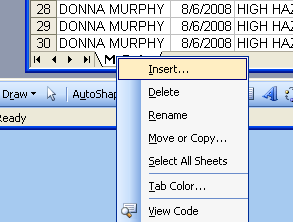 28 DONNA MURPHY 8/6/2008 HIGH HAZ
29 DONNA MURPHY 8/6/2008 HIGH HAZ
30 DONNA MURPHY 8/6/2008 HIGH HAZ
Insert...
Delete
Draw AutoShap
Rename
Ready
Move or Copy...
Select All Sheets
Tab Color...
View Code